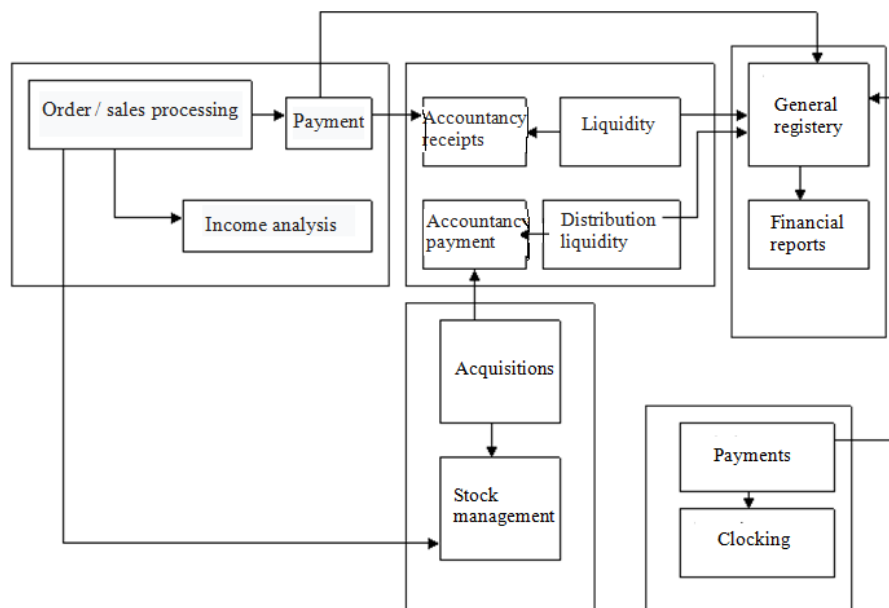 Order / sales processing
Payment
Income analysis
Accountancy
receipts
Liquidity
Accountancy
payment
Distribution
liquidity
General
registery
Financial
reports
Acquisitions
Stock
management
Payments
Clocking